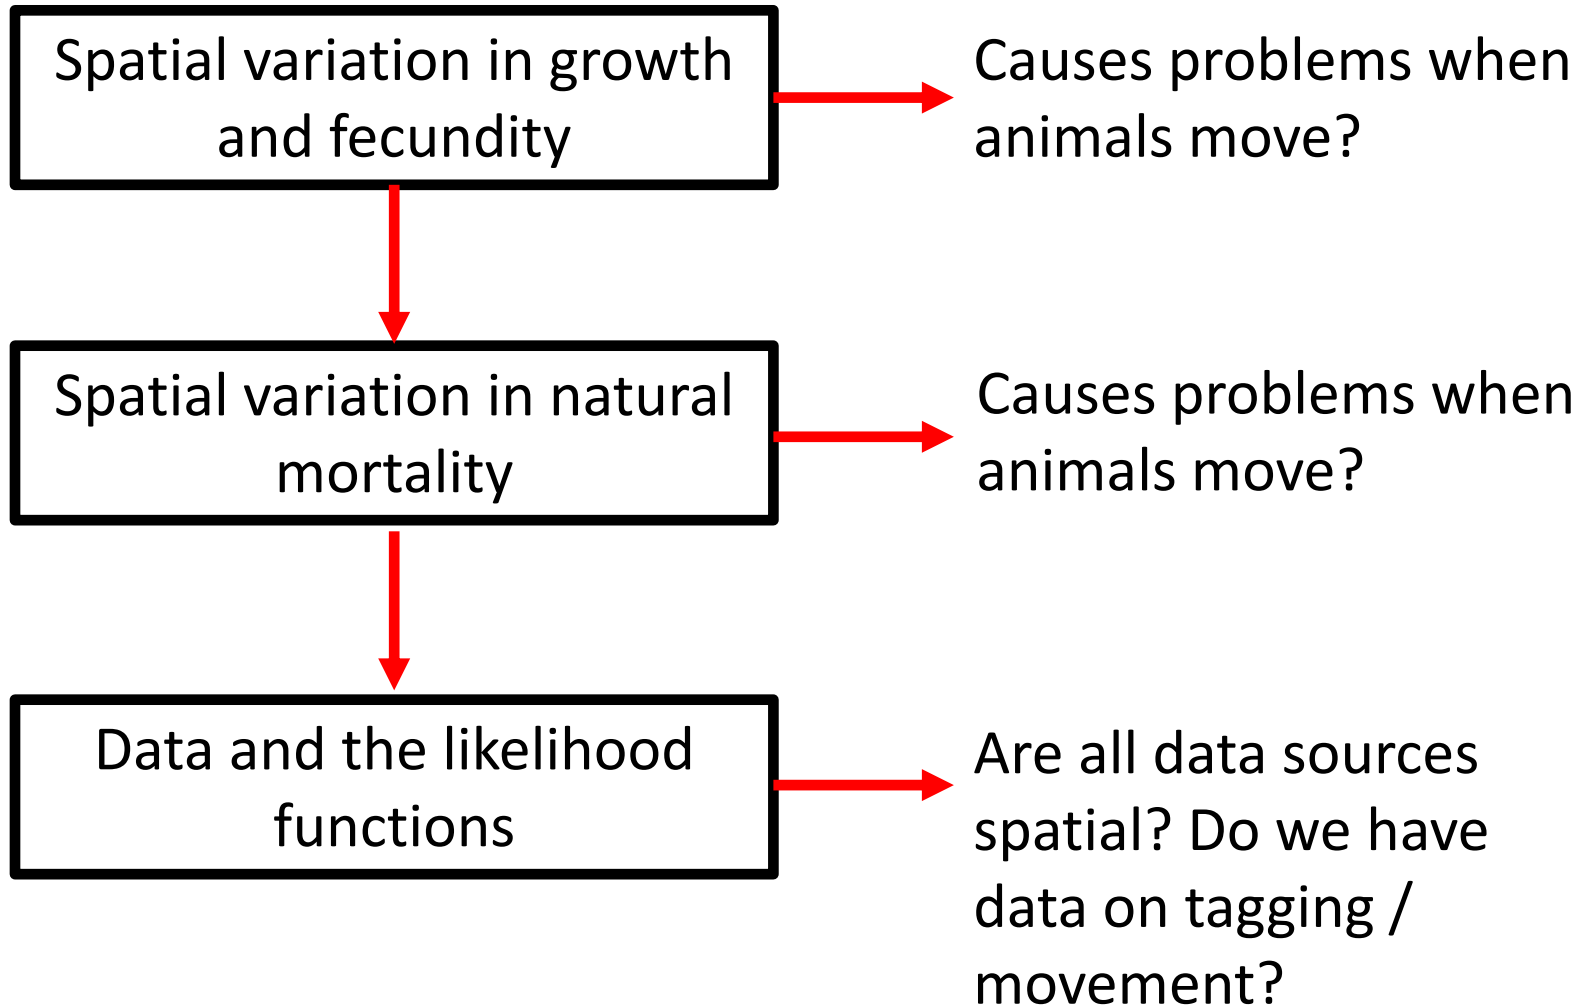 Spatial variation in growth
and fecundity
Causes problems when
animals move?
Spatial variation in natural
mortality
Causes problems when
animals move?
Data and the likelihood
functions
Are all data sources
spatial? Do we have
data on tagging /
movement?